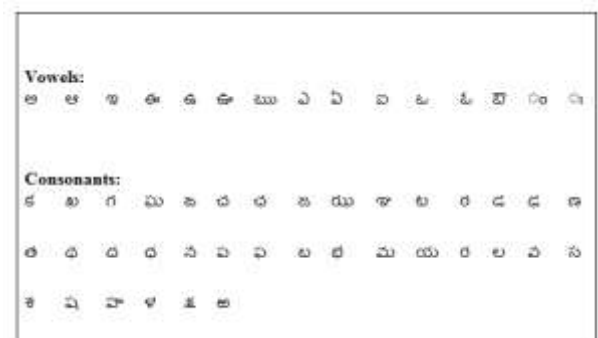 Vowels:
అ ఆ ఇ ఈ ఉ ఊ ఋ ఎ ఏ ఐ ఒ ఓ ఔ ం ః
Consonants:
క ఖ గ ఘ ఙ చ ఛ జ ఝ ఞ ట ఠ డ ఢ ణ
త థ ద ధ న ప ఫ బ భ మ య ర ల వ స
శ ష హ ళ క్ష ఱ